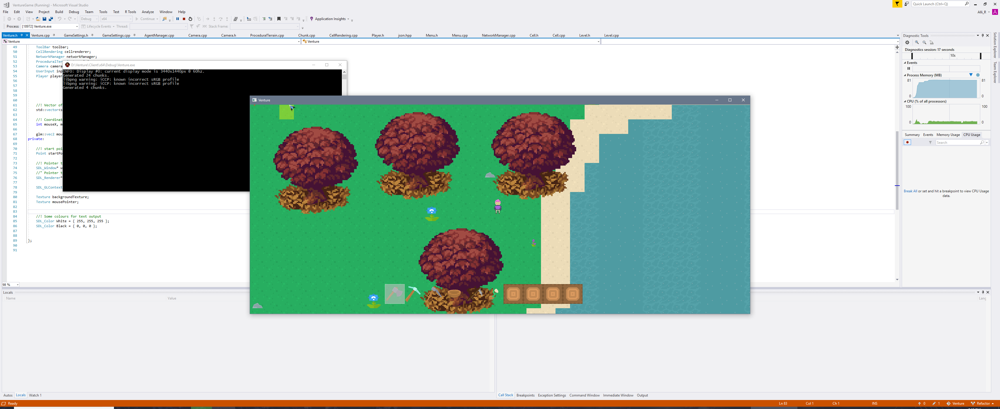 VentureGame (Running) - Microsoft Visual Studio
Quick Launch (Ctrl+Q)
File Edit View Project Build Debug Team Tools Test R Tools Analyze Window Help
Alli_R
A
Debug x64 Continue Application Insights
Process: [18972] Venture.exe Lifecycle Events Thread: Stack Frame:
Venture.h Venture.cpp GameSettings.h GameSettings.cpp AgentManager.cpp Camera.cpp Camera.h ProceduralTerrain.cpp Chunk.cpp CellRendering.cpp Player.h json.hpp Menu.h Menu.cpp NetworkManager.cpp Cell.h Cell.cpp Level.h Level.cpp
Venture Venture
49 ToolBar toolbar;
50 CellRendering cellrenderer;
51 NetworkManager networkManager;
52 ProceduralTer
53 Camera camera
54 UserInput inp
55 Player player
56
57
58
59
60
61 //! Vector of
62 std::vector<s
63
64 //! Coordinat
65 int mouseX, m
66
67 glm::vec2 mou
68 private:
69
70 //! start poi
71 Point startPo
72
73 //! Pointer t
74 SDL_Window* w
75 //" Pointer t
76 SDL_Renderer*
77
78 SDL_GLContext
79
80 Texture backgroundTexture;
81 Texture mousePointer;
82
83
84 //! Some colours for text output
85 SDL_Color White = { 255, 255, 255 };
86 SDL_Color Black = { 0, 0, 0 };
87
88
89 };
90
91
98 %
D:\Venture\Client\x64\Debug\Venture.exe
INFO: Display #0: current display mode is 3440x1440px @ 60hz.
Generated 24 chunks.
libpng warning: iCCP: known incorrect sRGB profile
libpng warning: iCCP: known incorrect sRGB profile
Generated 4 chunks.
Venture
Diagnostic Tools
Diagnostics session: 17 seconds
10s
Events
Process Memory (MB)
81 81
0 0
CPU (% of all processors)
100 100
0 0
Summary Events Memory Usage CPU Usage
Search
Break All or set and hit a breakpoint to view CPU Usage
data.
Solution Explorer
Team Explorer
Locals
Name Value
Lang
Autos Locals Watch 1
Call Stack Breakpoints Exception Settings Command Window Immediate Window Output
Ready Ln 83 Col 1 Ch 1 INS 0 1 Venture Refactor